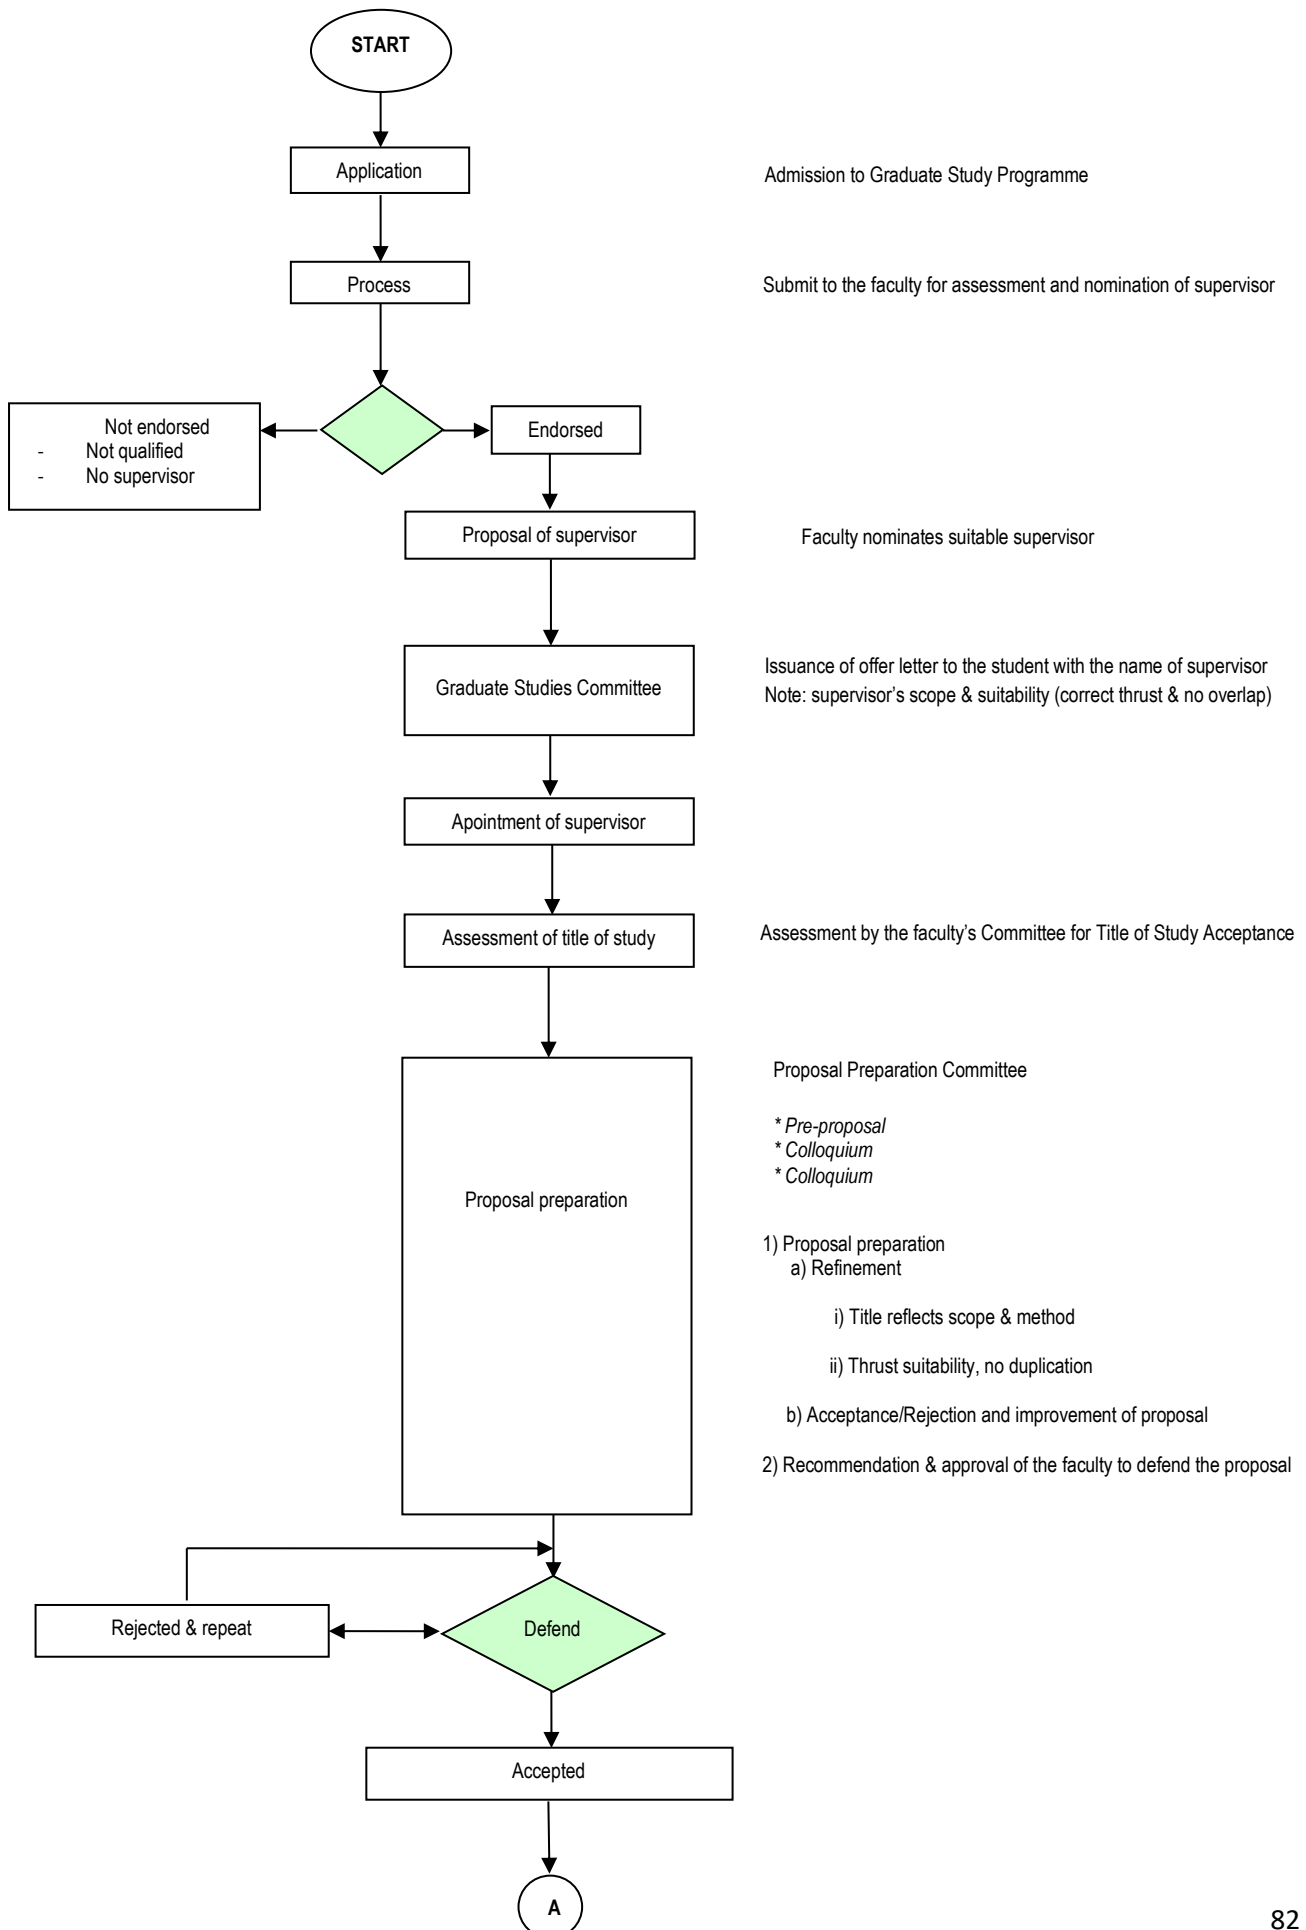 START
Application
Admission to Graduate Study Programme
Process
Submit to the faculty for assessment and nomination of supervisor
Not endorsed
- Not qualified
- No supervisor
Endorsed
Proposal of supervisor
Faculty nominates suitable supervisor
Graduate Studies Committee
Issuance of offer letter to the student with the name of supervisor
Note: supervisor’s scope & suitability (correct thrust & no overlap)
Apointment of supervisor
Assessment of title of study
Assessment by the faculty’s Committee for Title of Study Acceptance
Proposal preparation
Proposal Preparation Committee
* Pre-proposal
* Colloquium
* Colloquium
1) Proposal preparation
a) Refinement
i) Title reflects scope & method
ii) Thrust suitability, no duplication
b) Acceptance/Rejection and improvement of proposal
2) Recommendation & approval of the faculty to defend the proposal
Rejected & repeat
Defend
Accepted
A
82